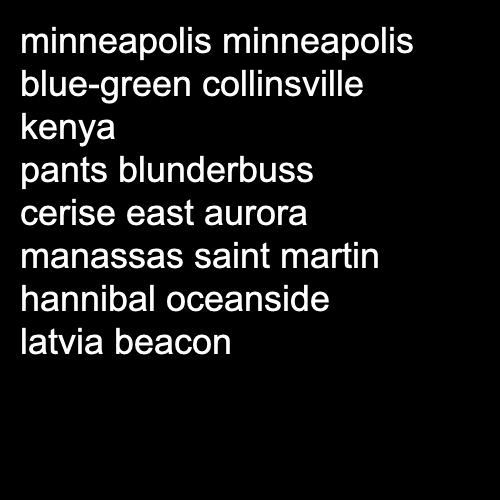 minneapolis minneapolis
blue-green collinsville
kenya
pants blunderbuss
cerise east aurora
manassas saint martin
hannibal oceanside
latvia beacon